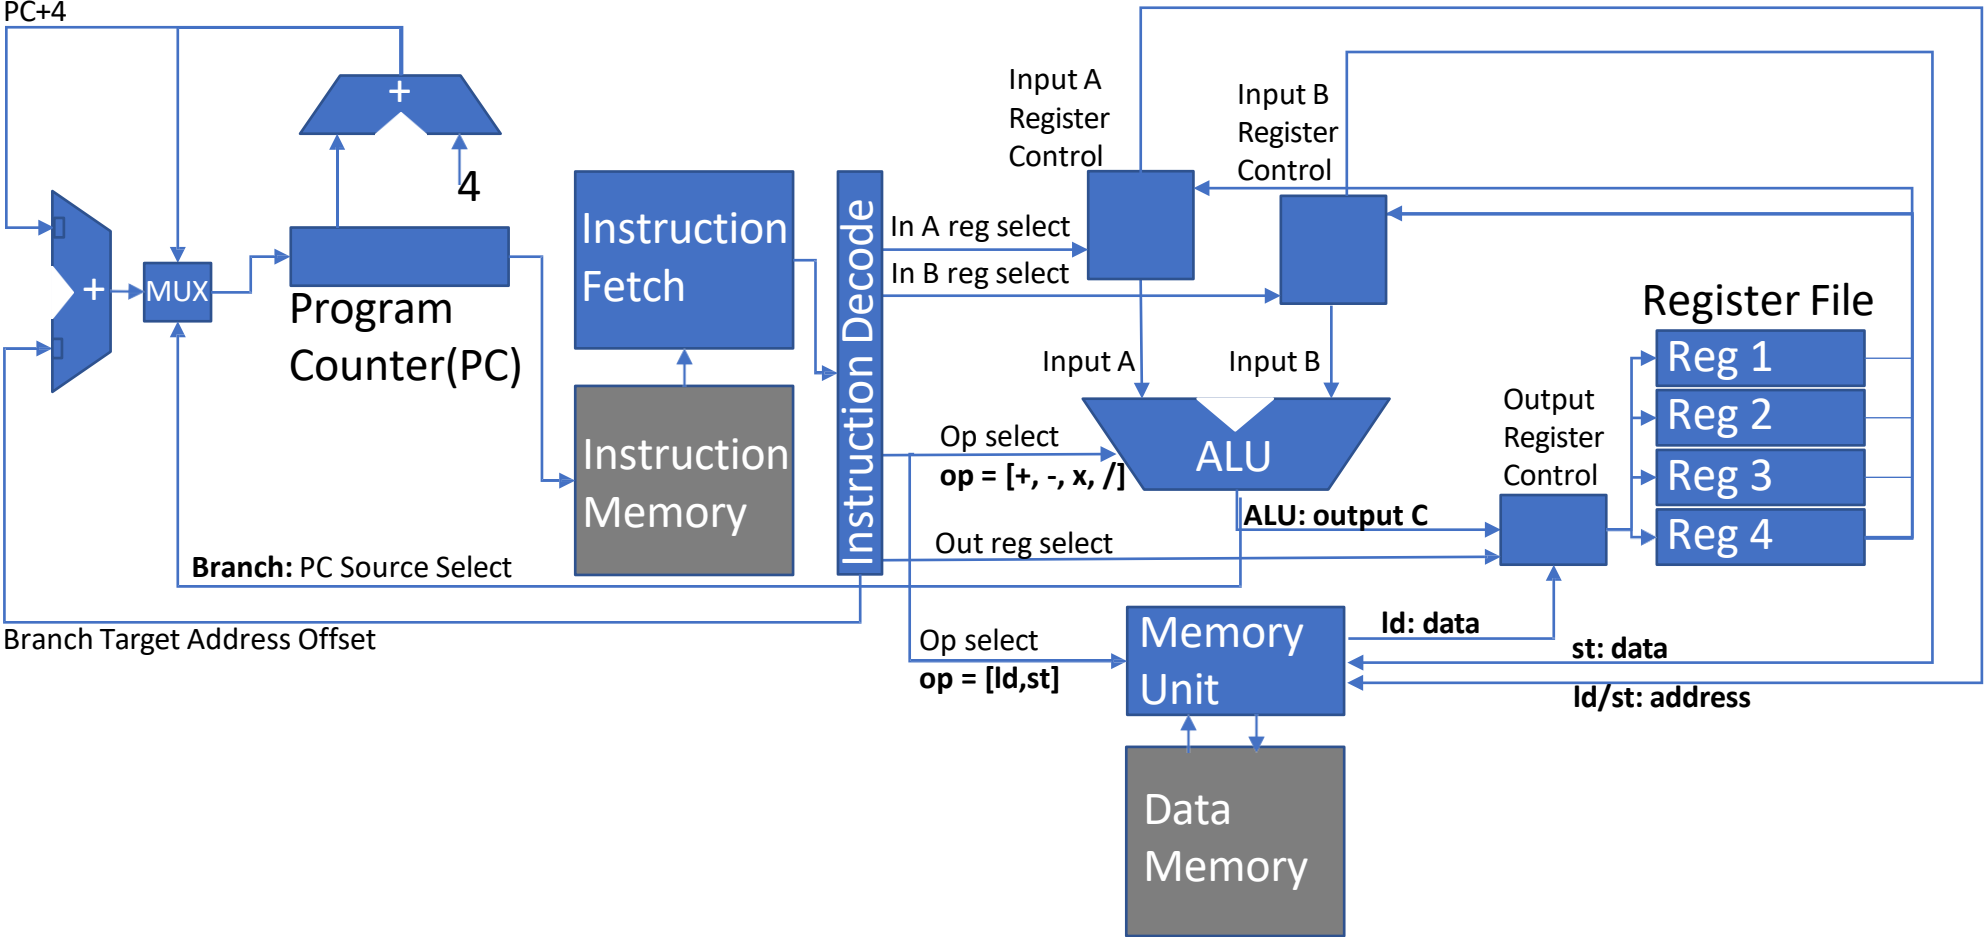 PC+4
+
4
+
MUX
Program
Counter(PC)
Instruction
Fetch
Instruction
Memory
Instruction Decode
Input A
Register
Control
Input B
Register
Control
In A reg select
In B reg select
Input A
Input B
Op select
op = [+, -, x, /]
ALU
ALU: output C
Out reg select
Output
Register
Control
Register File
Reg 1
Reg 2
Reg 3
Reg 4
Branch: PC Source Select
Branch Target Address Offset
Op select
op = [ld,st]
Memory
Unit
ld: data
st: data
ld/st: address
Data
Memory